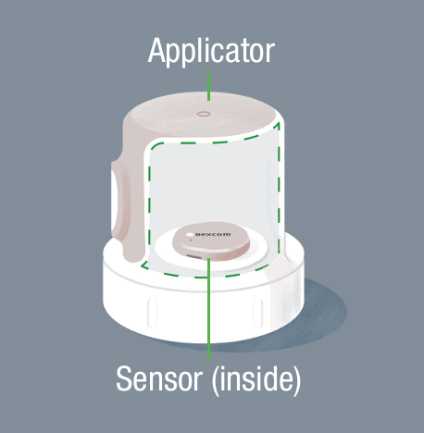 Applicator
Dexcom
Sensor (inside)